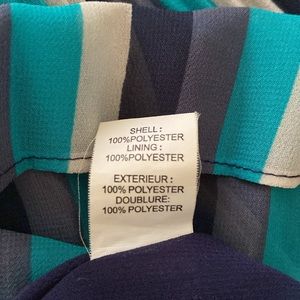 SHELL :
100%POLYESTER
LINING :
100%POLYESTER
EXTERIEUR :
100% POLYESTER
DOUBLURE:
100% POLYESTER